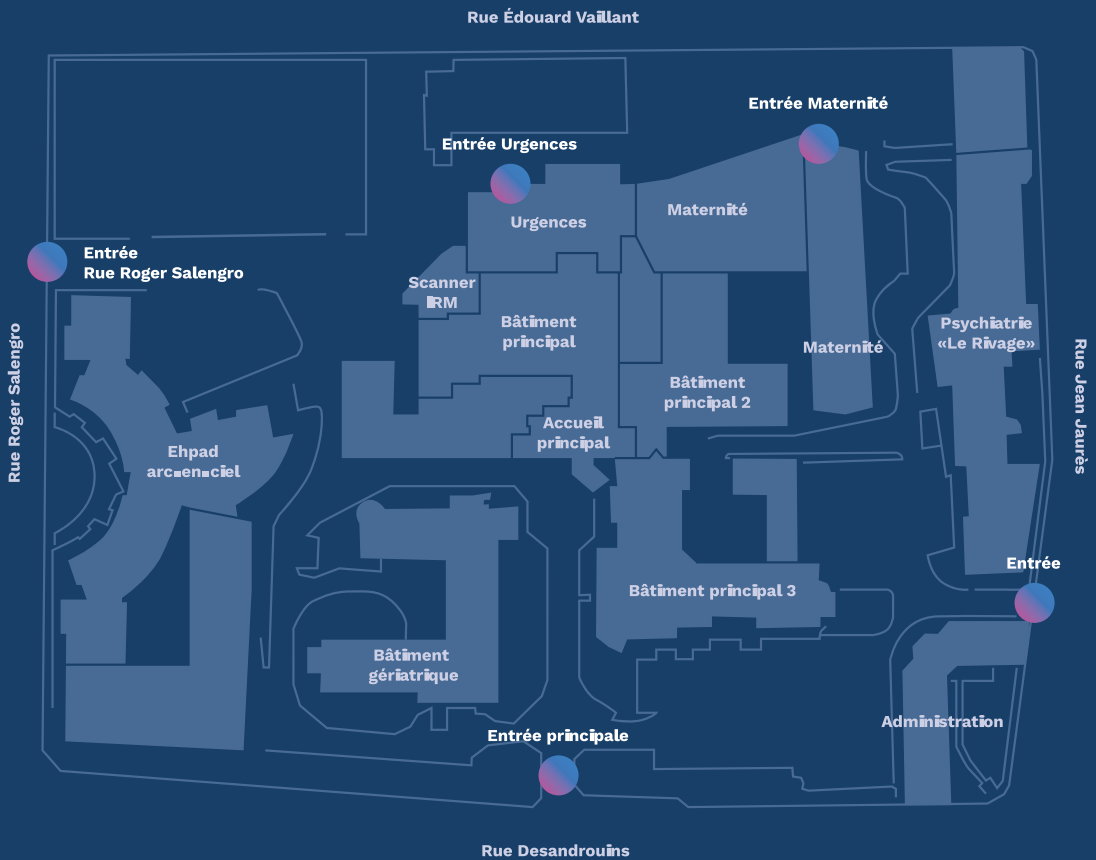 Rue Édouard Vaillant
Entrée Maternité
Entrée Urgences
Urgences
Maternité
Entrée
Rue Roger Salengro
Scanner
IRM
Bâtiment
principal
Psychiatrie
«Le Rivage»
Maternité
Rue Roger Salengro
Rue Jean Jaurès
Bâtiment
principal 2
Accueil
principal
Ehpad
arc-en-ciel
Entrée
Bâtiment principal 3
Bâtiment
gériatrique
Administration
Entrée principale
Rue Desandrouins